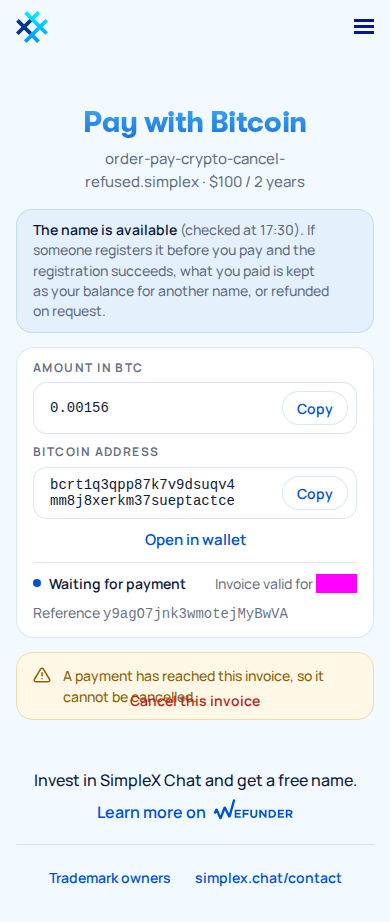 Pay with Bitcoin
order-pay-crypto-cancel-
refused.simplex · $100 / 2 years
The name is available (checked at 17:30). If
someone registers it before you pay and the
registration succeeds, what you paid is kept
as your balance for another name, or refunded
on request.
AMOUNT IN BTC
0.00156
Copy
BITCOIN ADDRESS
bcrt1q3qpp87k7v9dsuqv4
mm8j8xerkm37sueptactce
Copy
Open in wallet
Waiting for payment
Invoice valid for
Reference y9agO7jnk3wmotejMyBwVA
A payment has reached this invoice, so it
cannot be cancelled.
Cancel this invoice
Invest in SimpleX Chat and get a free name.
Learn more on WEFUNDER
Trademark owners
simplex.chat/contact